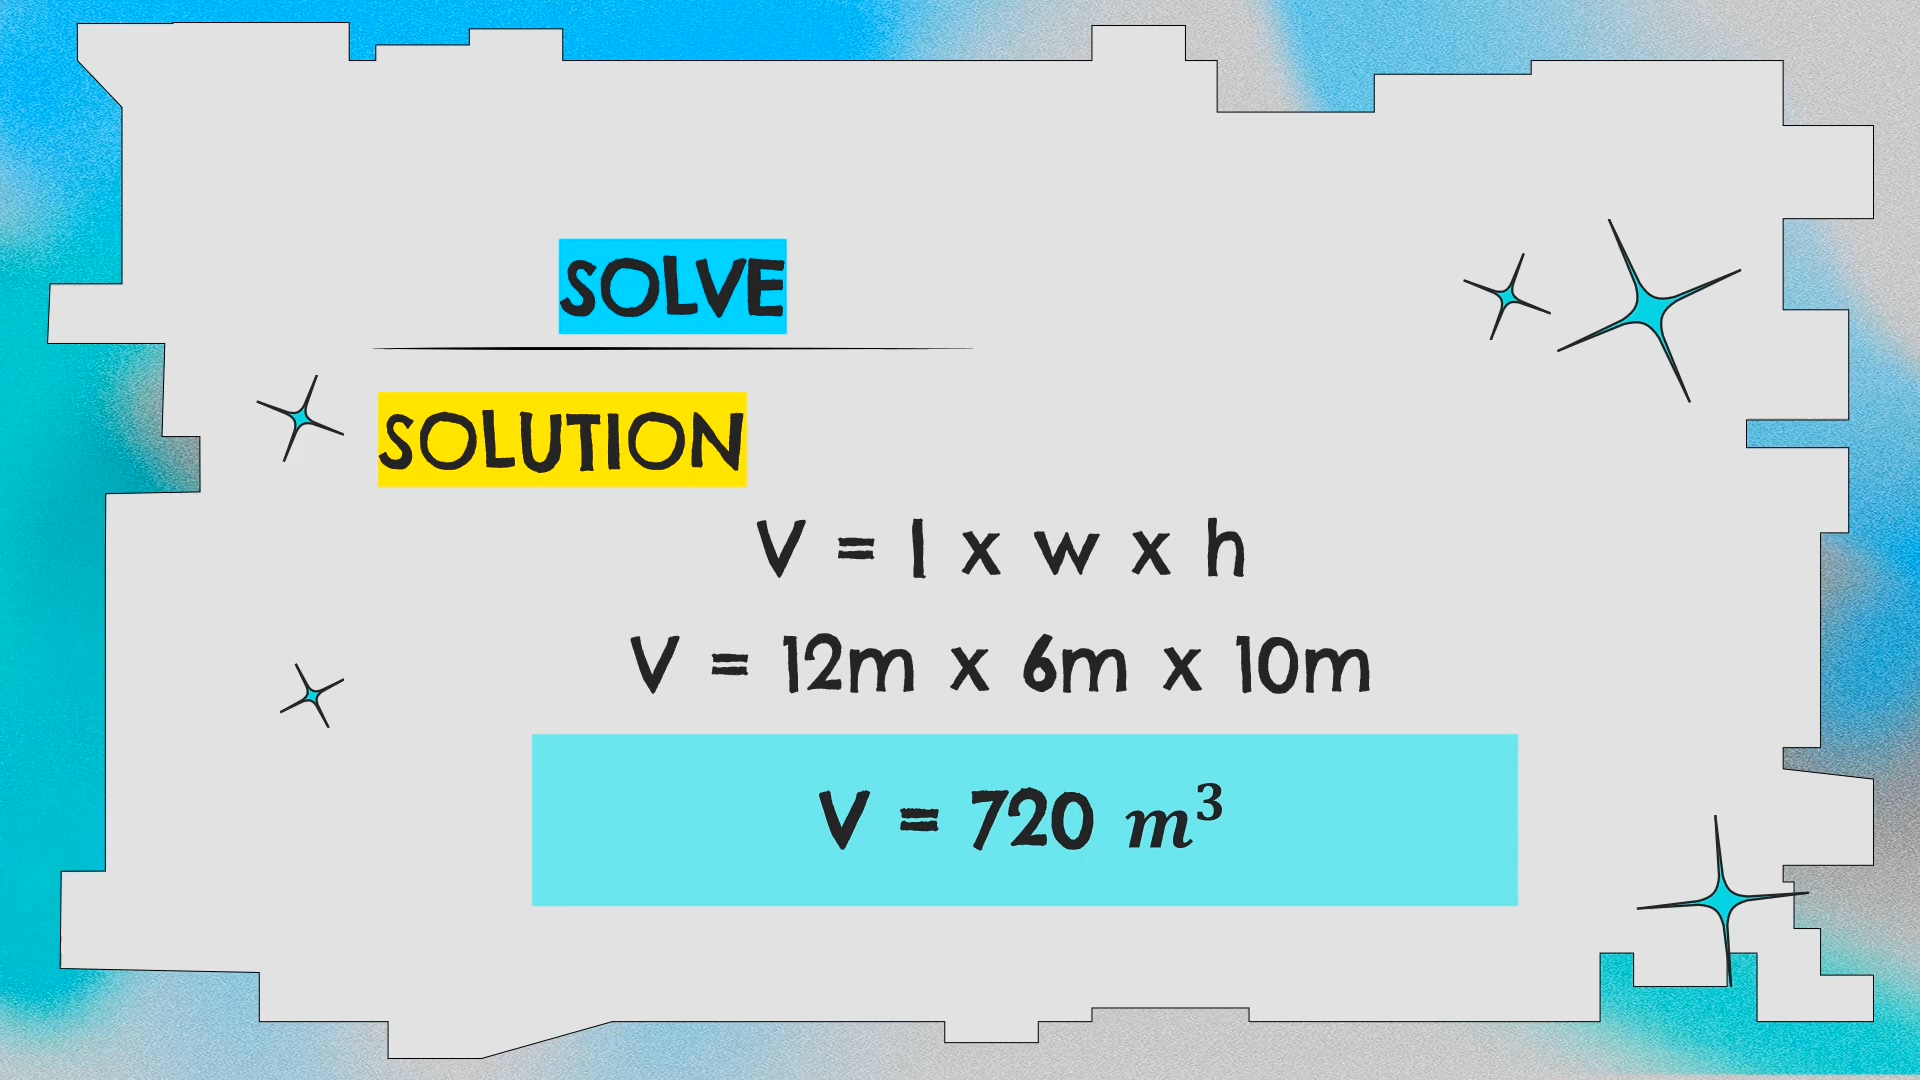 SOLVE
SOLUTION
V = l x w x h
V = 12m x 6m x 10m
V = 720 m³